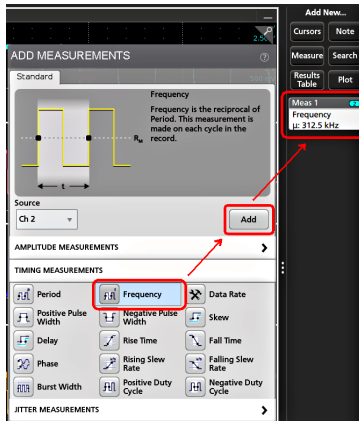 Add New...
2.5
ADD MEASUREMENTS
Cursors
Note
Standard
Measure
Search
Results Table
Plot
Frequency
Frequency is the reciprocal of
Period. This measurement is
made on each cycle in the
record.
RM
t
Meas 1
2
Frequency
µ: 312.5 kHz
Source
Ch 2
Add
AMPLITUDE MEASUREMENTS
TIMING MEASUREMENTS
Period
Frequency
Data Rate
Positive Pulse Width
Negative Pulse Width
Skew
Delay
Rise Time
Fall Time
Phase
Rising Slew Rate
Falling Slew Rate
Burst Width
Positive Duty Cycle
Negative Duty Cycle
JITTER MEASUREMENTS